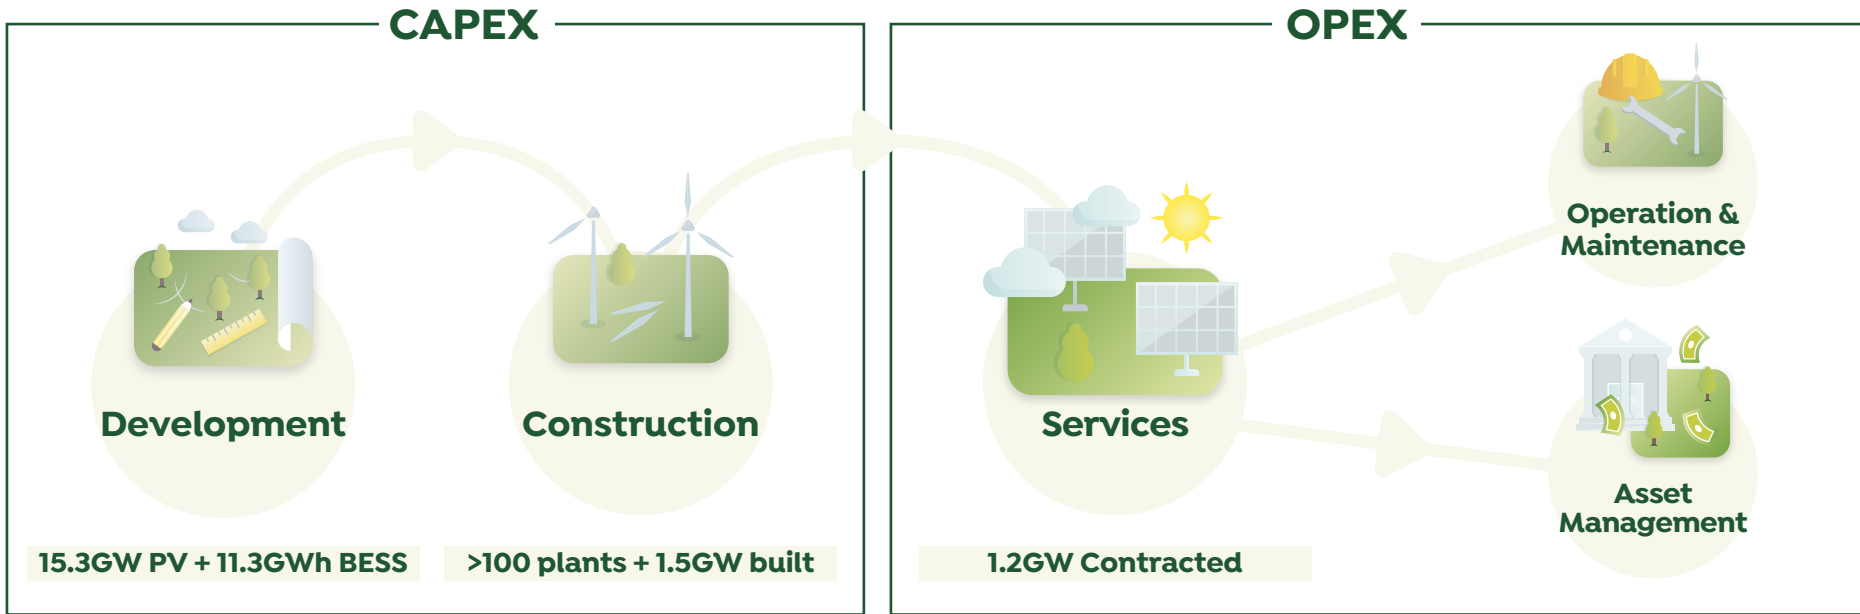 CAPEX
Development
Construction
15.3GW PV + 11.3GWh BESS
>100 plants + 1.5GW built
OPEX
Services
1.2GW Contracted
Operation &
Maintenance
Asset
Management